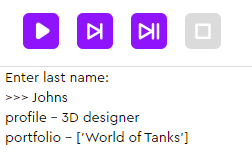 Enter last name:
>>> Johns
profile – 3D designer
portfolio – ['World of Tanks']